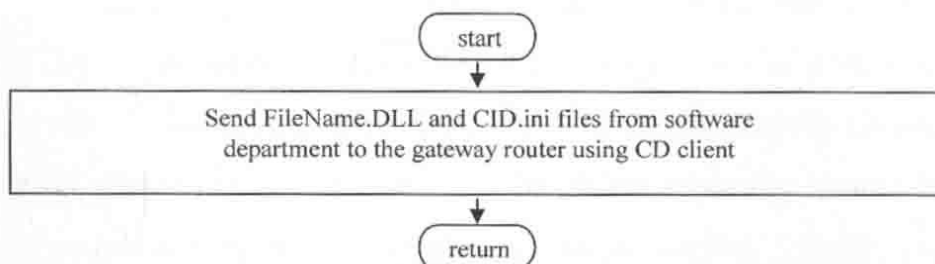 start
Send FileName.DLL and CID.ini files from software
department to the gateway router using CD client
return